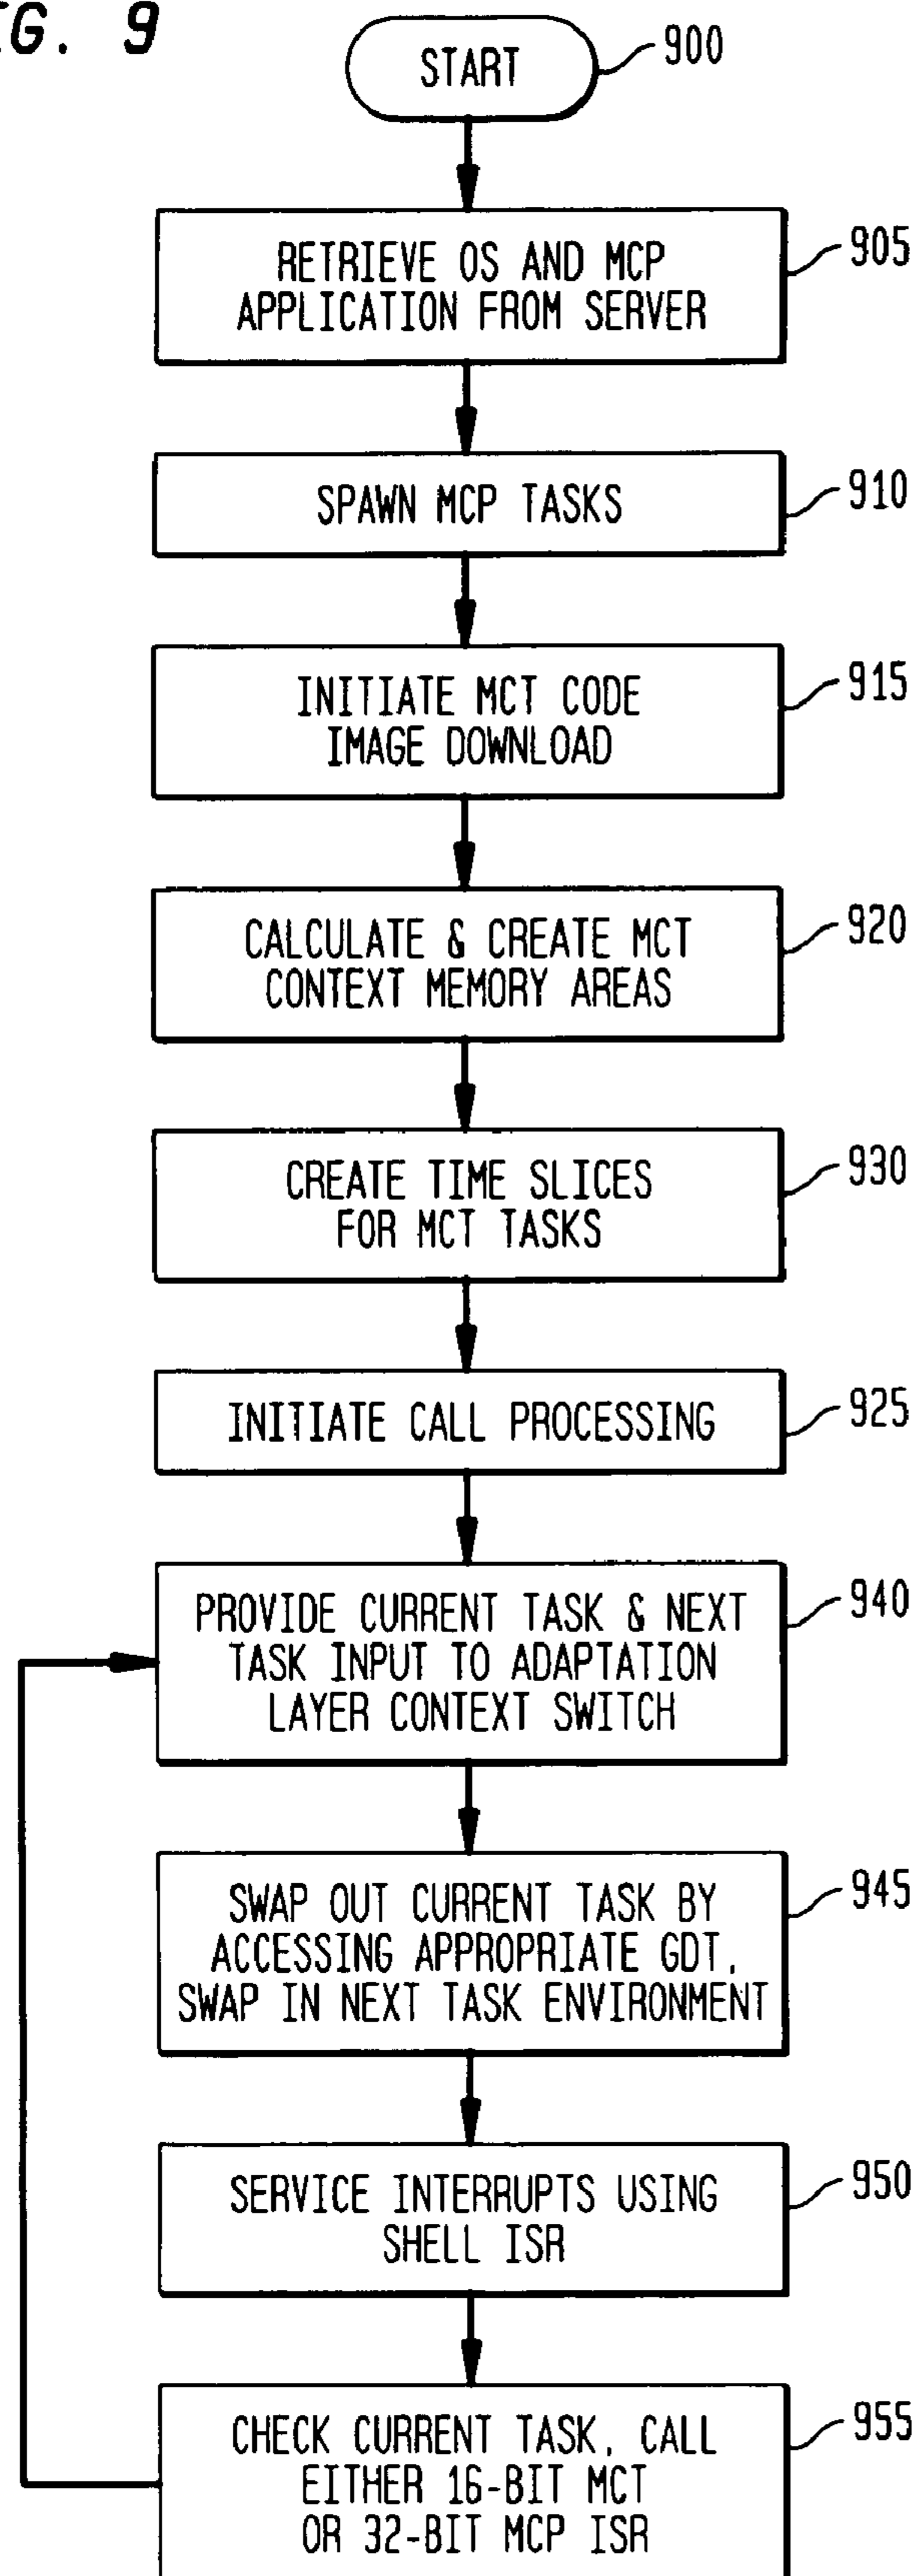 IG. 9
START
900
RETRIEVE OS AND MCP
APPLICATION FROM SERVER
905
SPAWN MCP TASKS
910
INITIATE MCT CODE
IMAGE DOWNLOAD
915
CALCULATE & CREATE MCT
CONTEXT MEMORY AREAS
920
CREATE TIME SLICES
FOR MCT TASKS
930
INITIATE CALL PROCESSING
925
PROVIDE CURRENT TASK & NEXT
TASK INPUT TO ADAPTATION
LAYER CONTEXT SWITCH
940
SWAP OUT CURRENT TASK BY
ACCESSING APPROPRIATE GDT,
SWAP IN NEXT TASK ENVIRONMENT
945
SERVICE INTERRUPTS USING
SHELL ISR
950
CHECK CURRENT TASK, CALL
EITHER 16-BIT MCT
OR 32-BIT MCP ISR
955